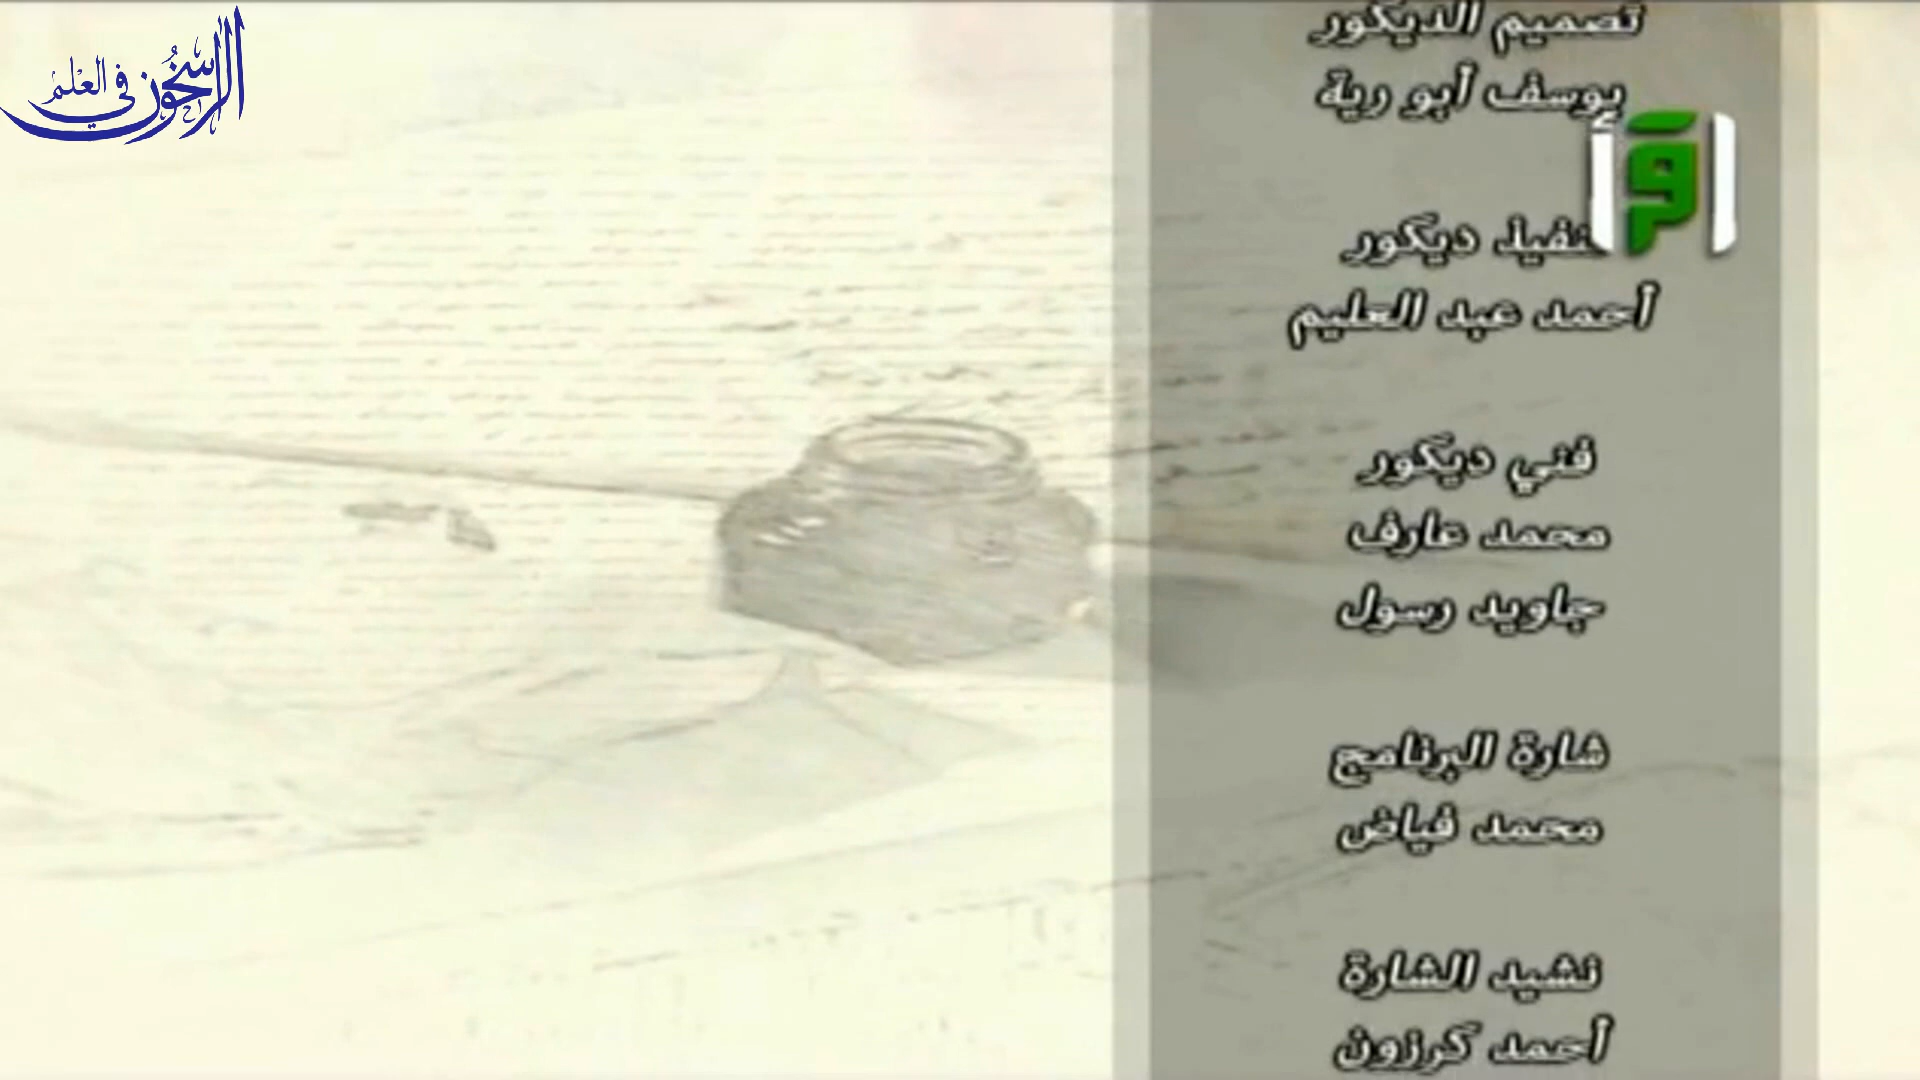 الراسخون في العلم
تصميم الديكور
يوسف أبو رية
اقرأ
تنفيذ ديكور
أحمد عبد العليم
فني ديكور
محمد عارف
جاويد رسول
شارة البرنامج
محمد فياض
نشيد الشارة
أحمد كرزون